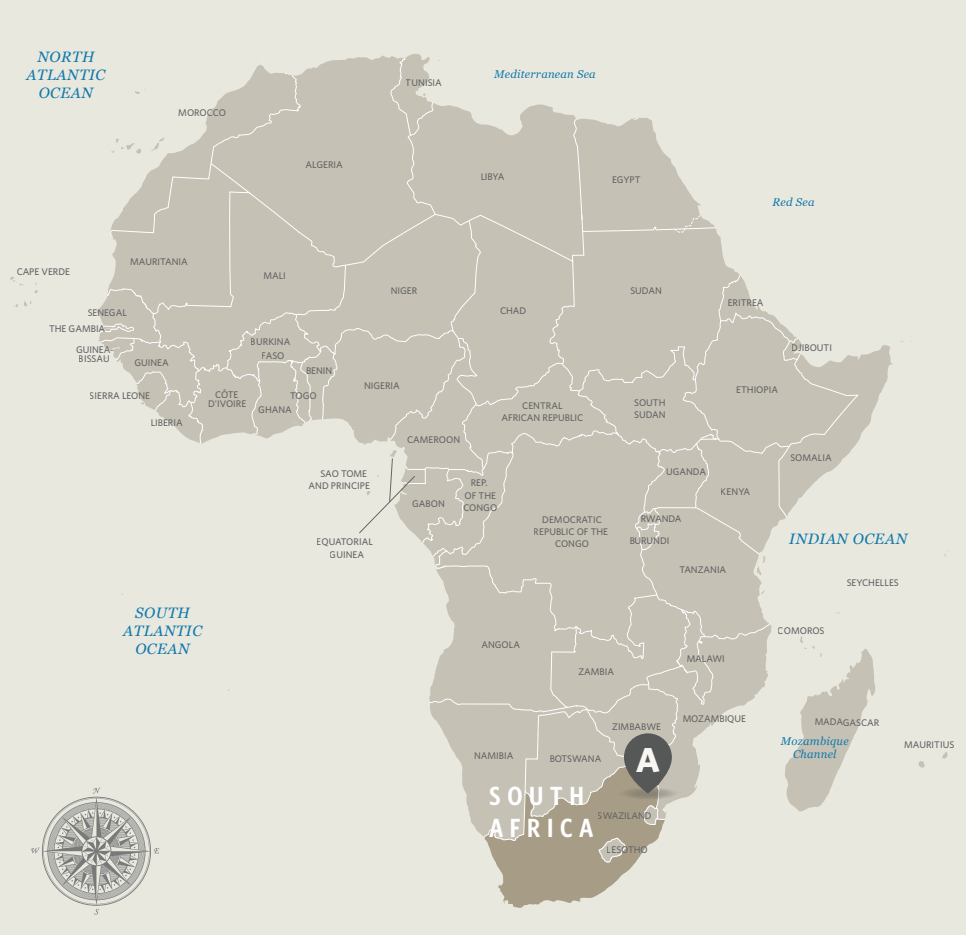 NORTH
ATLANTIC
OCEAN
Mediterranean Sea
TUNISIA
MOROCCO
ALGERIA
LIBYA
EGYPT
Red Sea
MAURITANIA
CAPE VERDE
MALI
NIGER
CHAD
SUDAN
ERITREA
SENEGAL
THE GAMBIA
GUINEA-
BISSAU
GUINEA
BURKINA
FASO
BENIN
DJIBOUTI
NIGERIA
ETHIOPIA
SIERRA LEONE
CÔTE
D'IVOIRE
GHANA
TOGO
CENTRAL
AFRICAN REPUBLIC
SOUTH
SUDAN
LIBERIA
CAMEROON
SOMALIA
SAO TOME
AND PRINCIPE
REP.
OF THE
CONGO
UGANDA
KENYA
GABON
DEMOCRATIC
REPUBLIC OF THE
CONGO
RWANDA
BURUNDI
EQUATORIAL
GUINEA
INDIAN OCEAN
TANZANIA
SEYCHELLES
SOUTH
ATLANTIC
OCEAN
ANGOLA
COMOROS
ZAMBIA
MALAWI
MOZAMBIQUE
MADAGASCAR
ZIMBABWE
Mozambique
Channel
MAURITIUS
NAMIBIA
BOTSWANA
A
SOUTH
AFRICA
SWAZILAND
LESOTHO
N
W
E
S